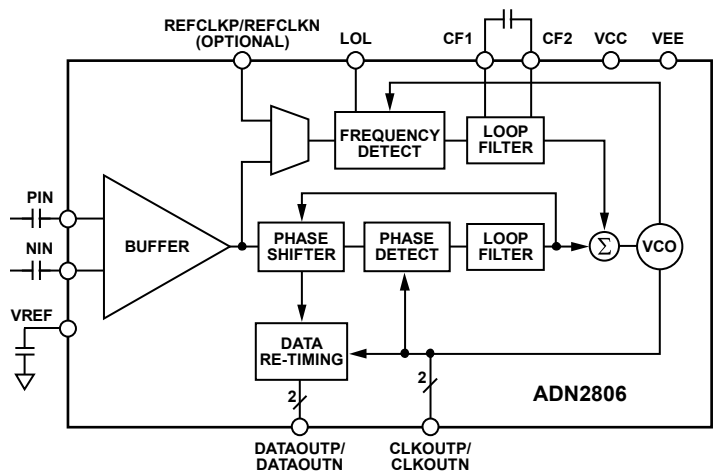 REFCLKP/REFCLKN
(OPTIONAL)
LOL
CF1
CF2
VCC
VEE
FREQUENCY
DETECT
LOOP
FILTER
PIN
NIN
VREF
BUFFER
PHASE
SHIFTER
PHASE
DETECT
LOOP
FILTER
Σ
VCO
DATA
RE-TIMING
2
2
ADN2806
DATAOUTP/
DATAOUTN
CLKOUTP/
CLKOUTN